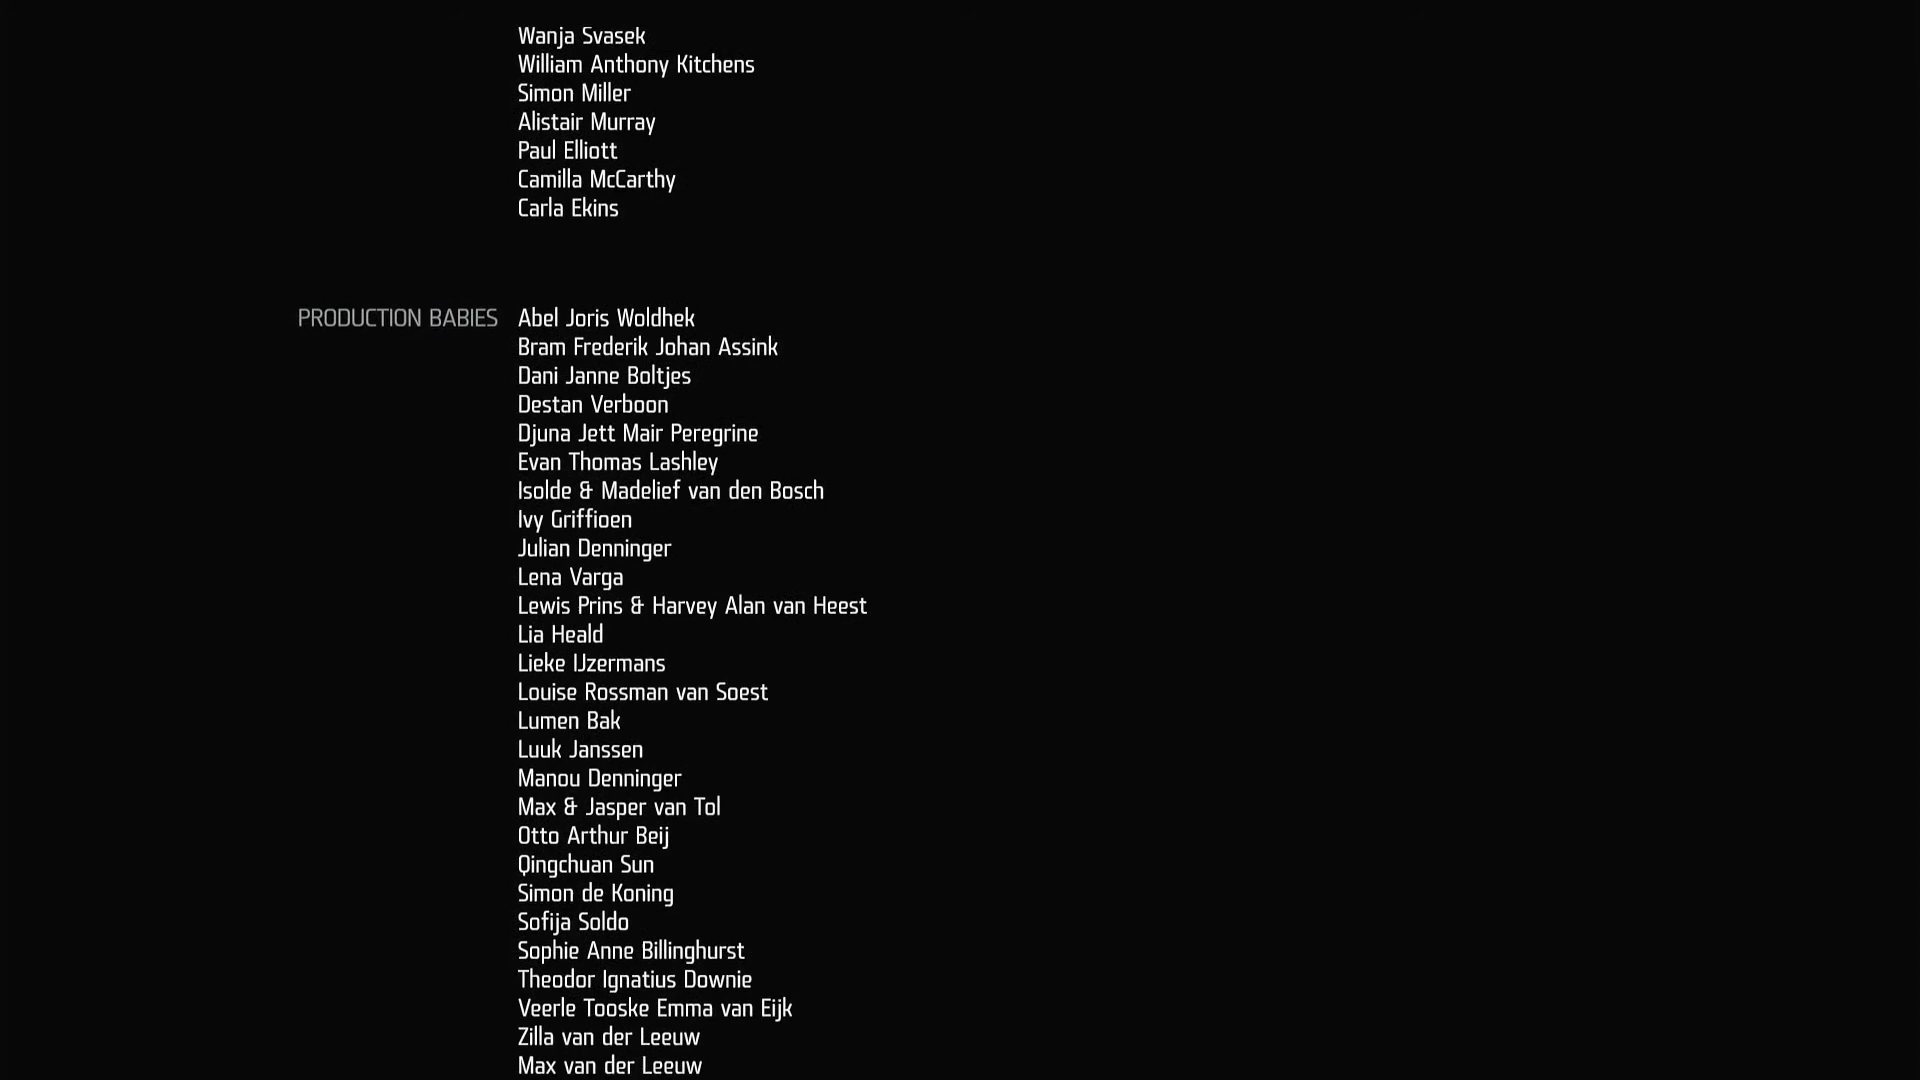 Wanja Svasek
William Anthony Kitchens
Simon Miller
Alistair Murray
Paul Elliott
Camilla McCarthy
Carla Ekins
PRODUCTION BABIES Abel Joris Woldhek
Bram Frederik Johan Assink
Dani Janne Boltjes
Destan Verboon
Djuna Jett Mair Peregrine
Evan Thomas Lashley
Isolde & Madelief van den Bosch
Ivy Griffioen
Julian Denninger
Lena Varga
Lewis Prins & Harvey Alan van Heest
Lia Heald
Lieke IJzermans
Louise Rossman van Soest
Lumen Bak
Luuk Janssen
Manou Denninger
Max & Jasper van Tol
Otto Arthur Beij
Qingchuan Sun
Simon de Koning
Sofija Soldo
Sophie Anne Billinghurst
Theodor Ignatius Downie
Veerle Tooske Emma van Eijk
Zilla van der Leeuw
Max van der Leeuw